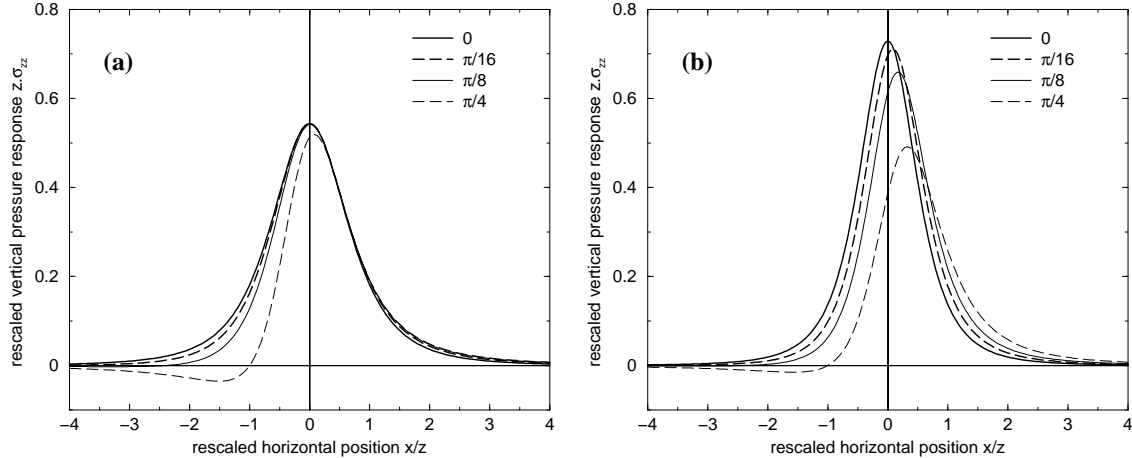 (a)
0
π/16
π/8
π/4
rescaled vertical pressure response z.σzz
0.8
0.6
0.4
0.2
0
−4 −3 −2 −1 0 1 2 3 4
rescaled horizontal position x/z
(b)
0
π/16
π/8
π/4
rescaled vertical pressure response z.σzz
0.8
0.6
0.4
0.2
0
−4 −3 −2 −1 0 1 2 3 4
rescaled horizontal position x/z